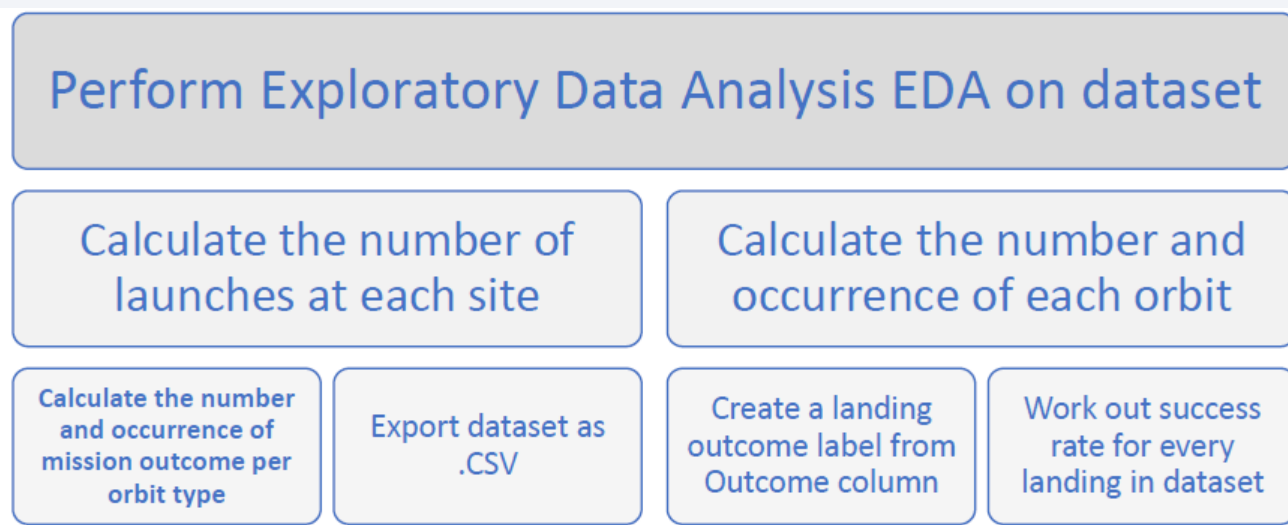 Perform Exploratory Data Analysis EDA on dataset
Calculate the number of
launches at each site
Calculate the number and
occurrence of each orbit
Calculate the number
and occurrence of
mission outcome per
orbit type
Export dataset as
.CSV
Create a landing
outcome label from
Outcome column
Work out success
rate for every
landing in dataset